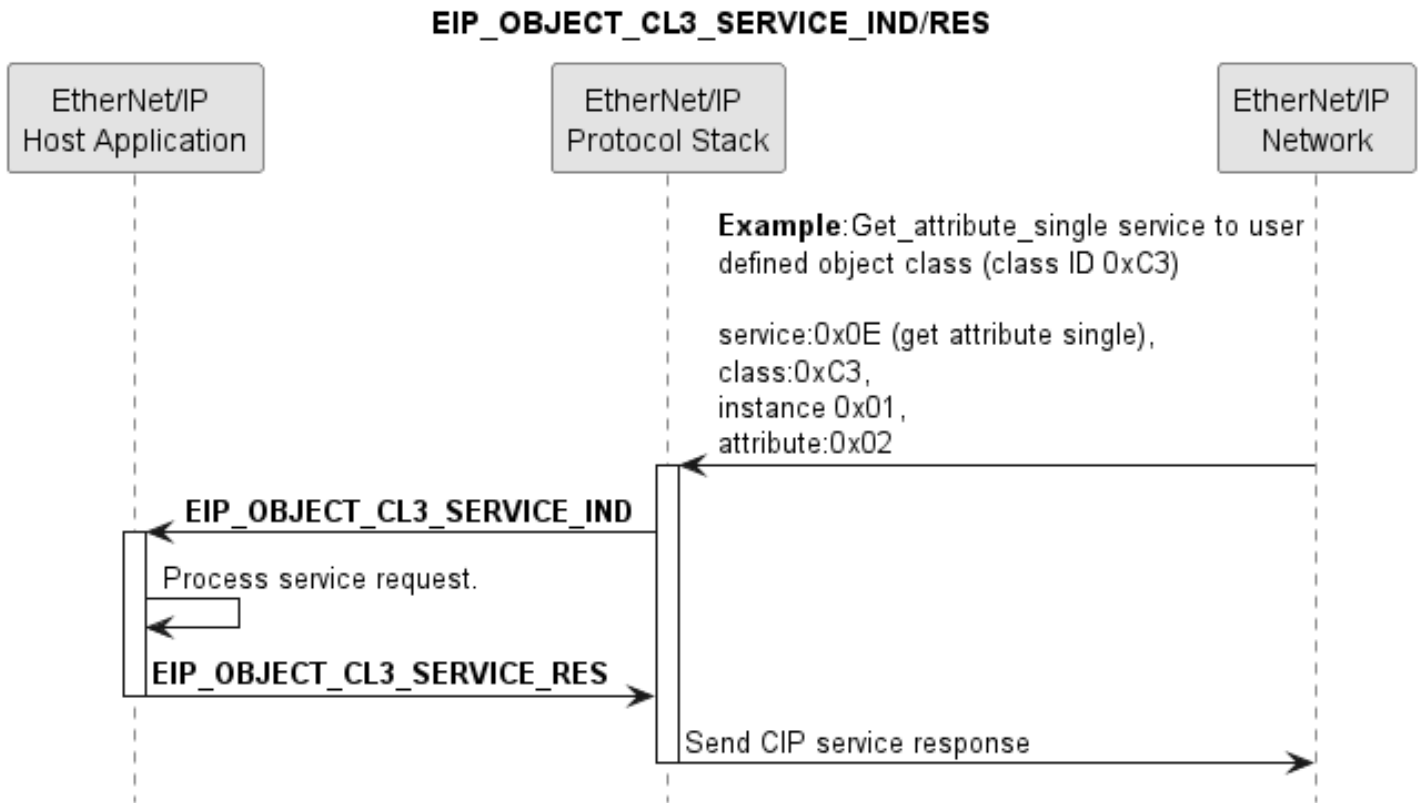 EIP_OBJECT_CL3_SERVICE_IND/RES
EtherNet/IP
Host Application
EtherNet/IP
Protocol Stack
EtherNet/IP
Network
Example:Get_attribute_single service to user
defined object class (class ID 0xC3)
service:0x0E (get attribute single),
class:0xC3,
instance 0x01,
attribute:0x02
EIP_OBJECT_CL3_SERVICE_IND
Process service request.
EIP_OBJECT_CL3_SERVICE_RES
Send CIP service response